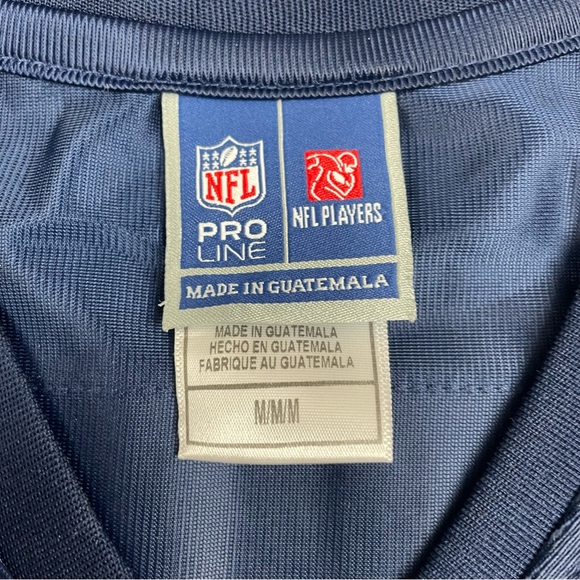 NFL
PRO
LINE
NFL PLAYERS
MADE IN GUATEMALA
MADE IN GUATEMALA
HECHO EN GUATEMALA
FABRIQUE AU GUATEMALA
M/M/M